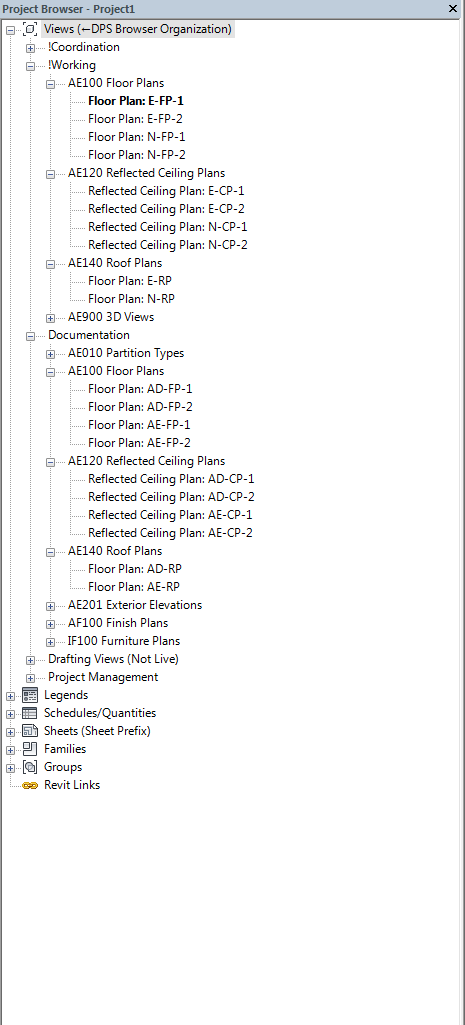 Project Browser - Project1
Views (←DPS Browser Organization)
!Coordination
!Working
AE100 Floor Plans
Floor Plan: E-FP-1
Floor Plan: E-FP-2
Floor Plan: N-FP-1
Floor Plan: N-FP-2
AE120 Reflected Ceiling Plans
Reflected Ceiling Plan: E-CP-1
Reflected Ceiling Plan: E-CP-2
Reflected Ceiling Plan: N-CP-1
Reflected Ceiling Plan: N-CP-2
AE140 Roof Plans
Floor Plan: E-RP
Floor Plan: N-RP
AE900 3D Views
Documentation
AE010 Partition Types
AE100 Floor Plans
Floor Plan: AD-FP-1
Floor Plan: AD-FP-2
Floor Plan: AE-FP-1
Floor Plan: AE-FP-2
AE120 Reflected Ceiling Plans
Reflected Ceiling Plan: AD-CP-1
Reflected Ceiling Plan: AD-CP-2
Reflected Ceiling Plan: AE-CP-1
Reflected Ceiling Plan: AE-CP-2
AE140 Roof Plans
Floor Plan: AD-RP
Floor Plan: AE-RP
AE201 Exterior Elevations
AF100 Finish Plans
IF100 Furniture Plans
Drafting Views (Not Live)
Project Management
Legends
Schedules/Quantities
Sheets (Sheet Prefix)
Families
Groups
Revit Links